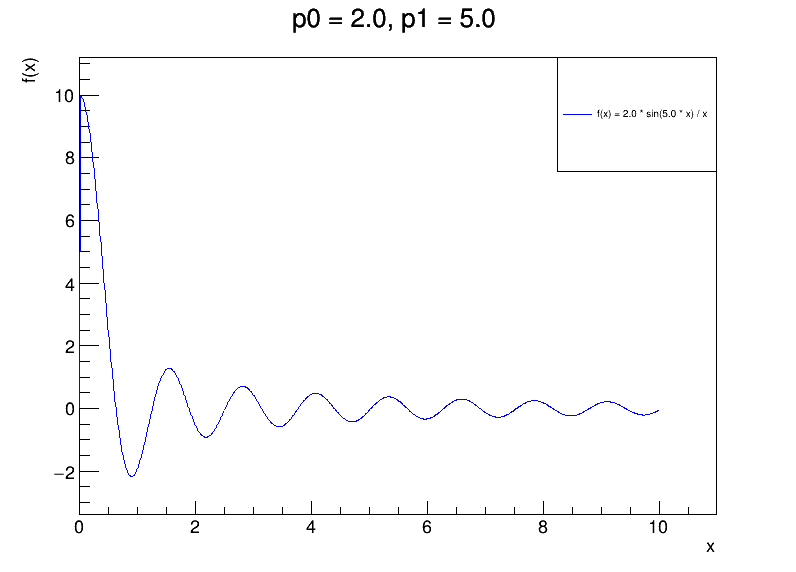 p0 = 2.0, p1 = 5.0
f(x)
f(x) = 2.0 * sin(5.0 * x) / x
10
8
6
4
2
0
−2
0 2 4 6 8 10
x